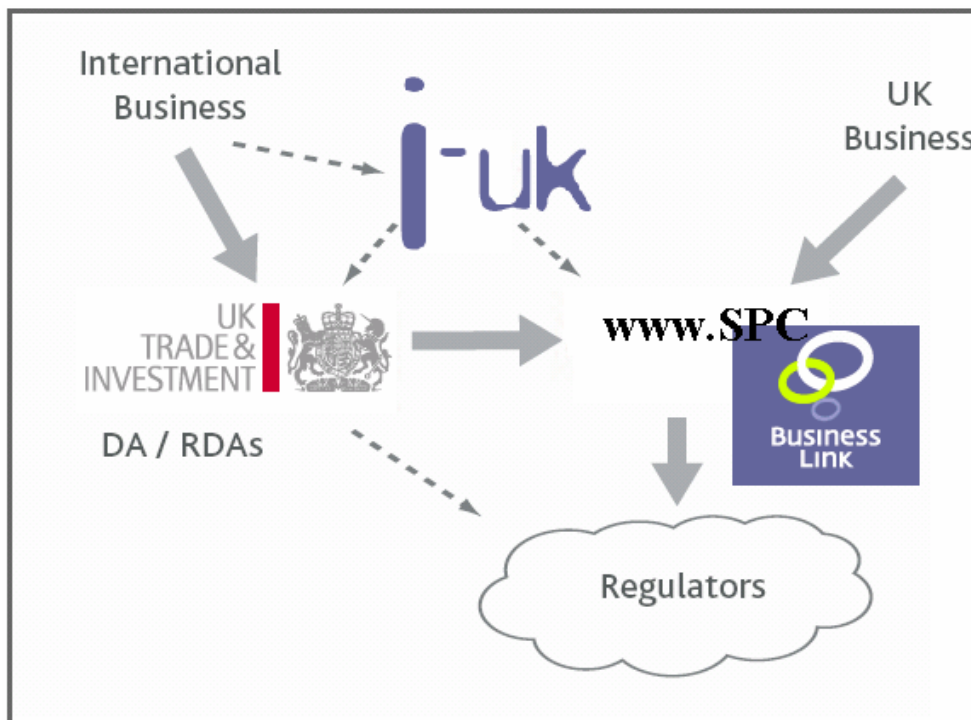 International
Business
i-uk
UK
Business
UK
TRADE &
INVESTMENT
www.SPC
Business
Link
DA / RDAs
Regulators